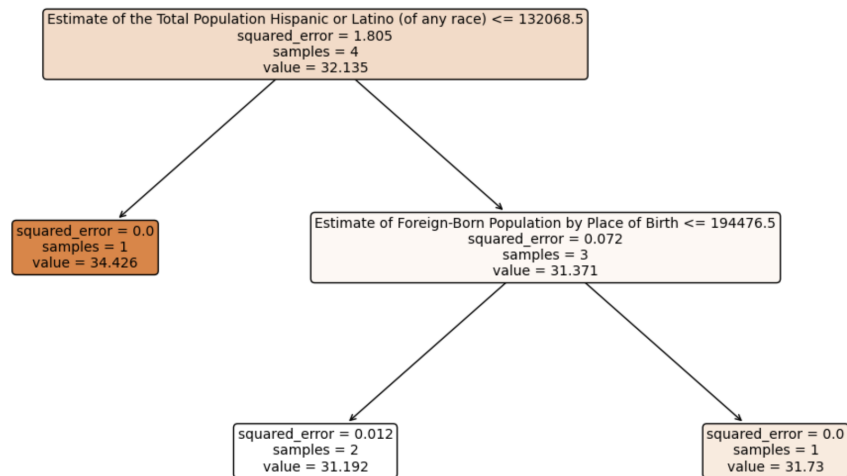 Estimate of the Total Population Hispanic or Latino (of any race) <= 132068.5
squared_error = 1.805
samples = 4
value = 32.135
squared_error = 0.0
samples = 1
value = 34.426
Estimate of Foreign-Born Population by Place of Birth <= 194476.5
squared_error = 0.072
samples = 3
value = 31.371
squared_error = 0.012
samples = 2
value = 31.192
squared_error = 0.0
samples = 1
value = 31.73